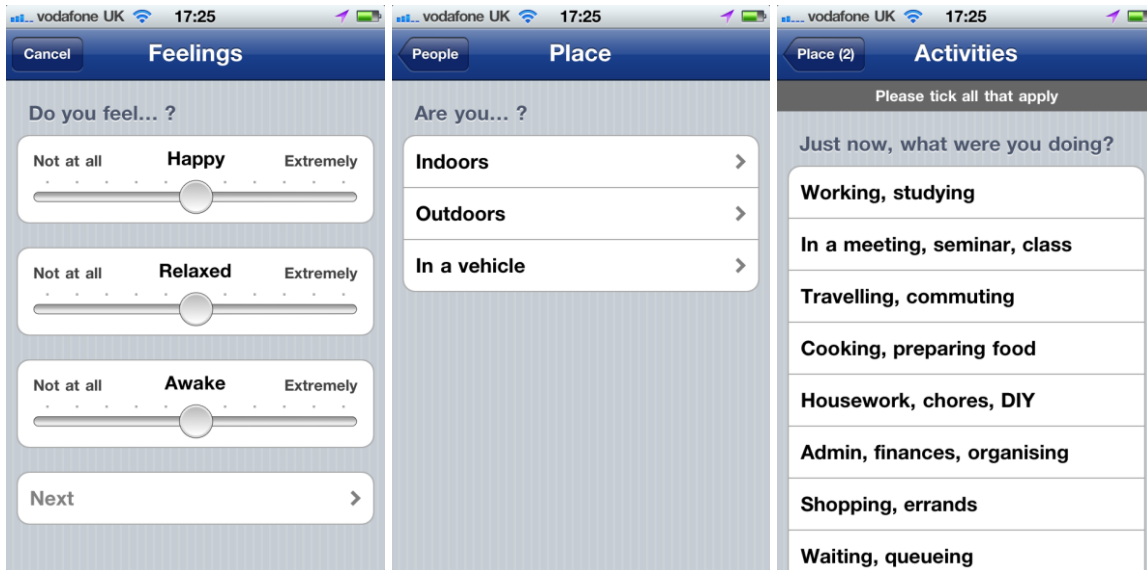 vodafone UK 17:25
Cancel Feelings
Do you feel... ?
Not at all Happy Extremely
Not at all Relaxed Extremely
Not at all Awake Extremely
Next
vodafone UK 17:25
People Place
Are you... ?
Indoors
Outdoors
In a vehicle
vodafone UK 17:25
Place (2) Activities
Please tick all that apply
Just now, what were you doing?
Working, studying
In a meeting, seminar, class
Travelling, commuting
Cooking, preparing food
Housework, chores, DIY
Admin, finances, organising
Shopping, errands
Waiting, queueing